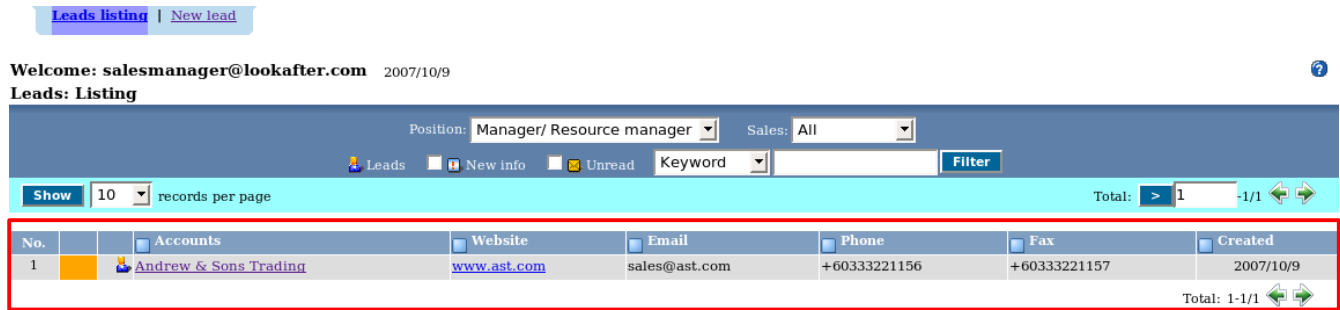 Leads listing | New lead
Welcome: salesmanager@lookafter.com 2007/10/9
Leads: Listing
Position: Manager/ Resource manager Sales: All
Leads New info Unread Keyword Filter
Show 10 records per page Total: > 1 -1/1
No. Accounts Website Email Phone Fax Created
1 Andrew & Sons Trading www.ast.com sales@ast.com +60333221156 +60333221157 2007/10/9
Total: 1-1/1